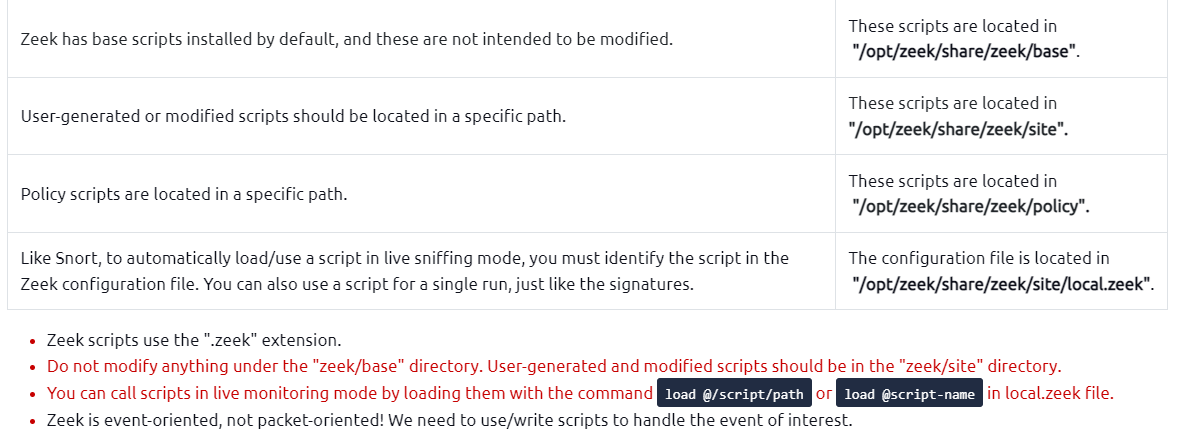 Zeek has base scripts installed by default, and these are not intended to be modified.
These scripts are located in
"/opt/zeek/share/zeek/base".
User-generated or modified scripts should be located in a specific path.
These scripts are located in
"/opt/zeek/share/zeek/site".
Policy scripts are located in a specific path.
These scripts are located in
"/opt/zeek/share/zeek/policy".
Like Snort, to automatically load/use a script in live sniffing mode, you must identify the script in the
Zeek configuration file. You can also use a script for a single run, just like the signatures.
The configuration file is located in
"/opt/zeek/share/zeek/site/local.zeek".
• Zeek scripts use the ".zeek" extension.
• Do not modify anything under the "zeek/base" directory. User-generated and modified scripts should be in the "zeek/site" directory.
• You can call scripts in live monitoring mode by loading them with the command load @/script/path or load @script-name in local.zeek file.
• Zeek is event-oriented, not packet-oriented! We need to use/write scripts to handle the event of interest.